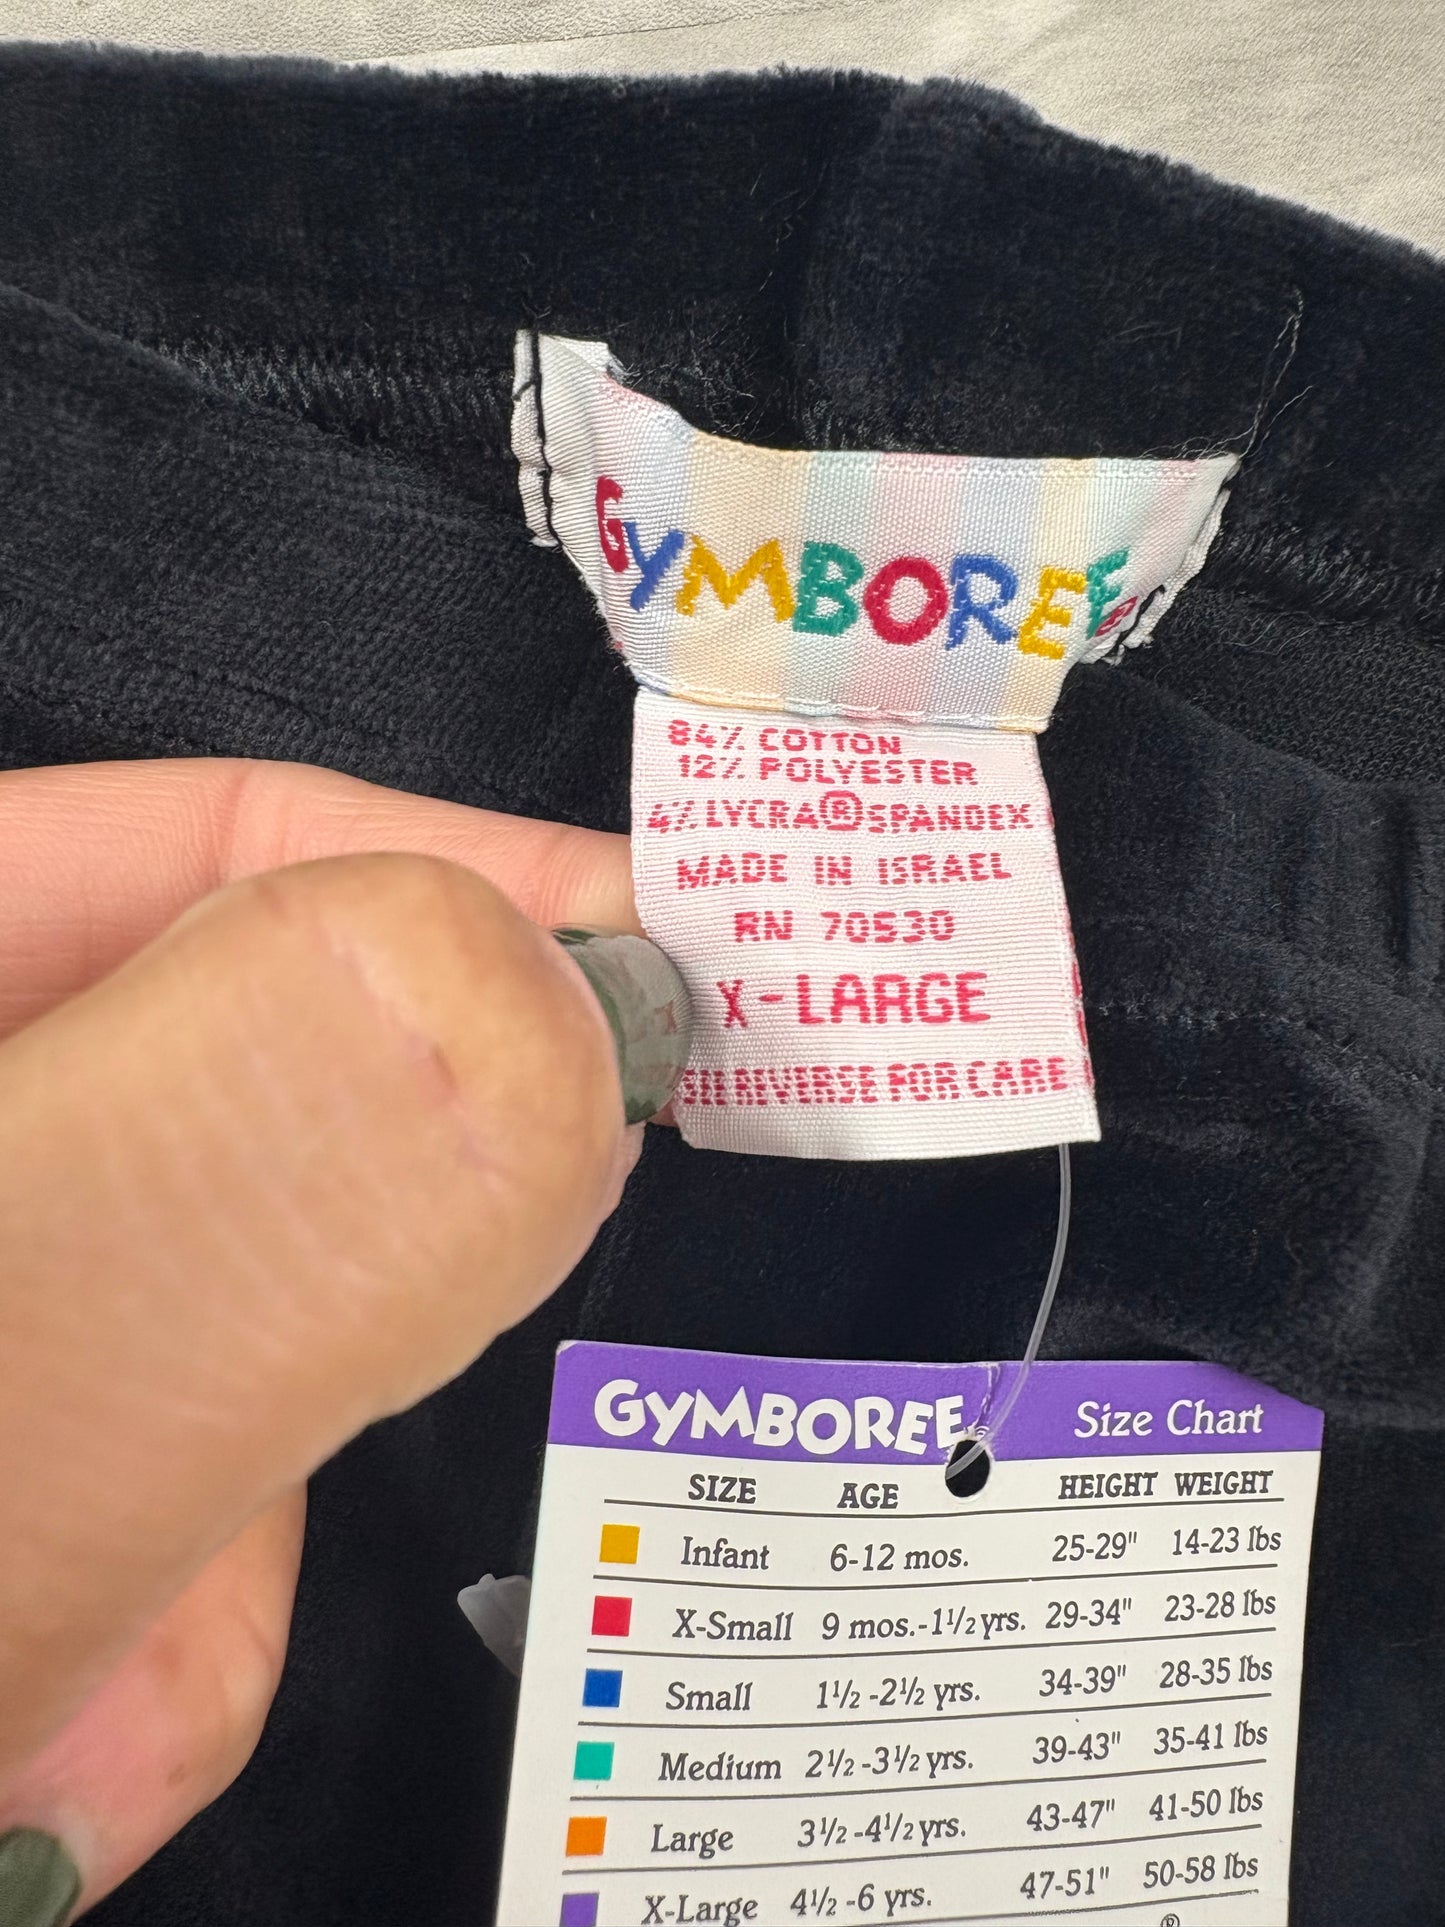 GYMBOREE®
84% COTTON
12% POLYESTER
4% LYCRA® SPANDEX
MADE IN ISRAEL
RN 70530
X-LARGE
REVERSE FOR CARE
GYMBOREE Size Chart
SIZE AGE HEIGHT WEIGHT
Infant 6-12 mos. 25-29" 14-23 lbs
X-Small 9 mos.-1½ yrs. 29-34" 23-28 lbs
Small 1½ -2½ yrs. 34-39" 28-35 lbs
Medium 2½ -3½ yrs. 39-43" 35-41 lbs
Large 3½ -4½ yrs. 43-47" 41-50 lbs
X-Large 4½ -6 yrs. 47-51" 50-58 lbs
®